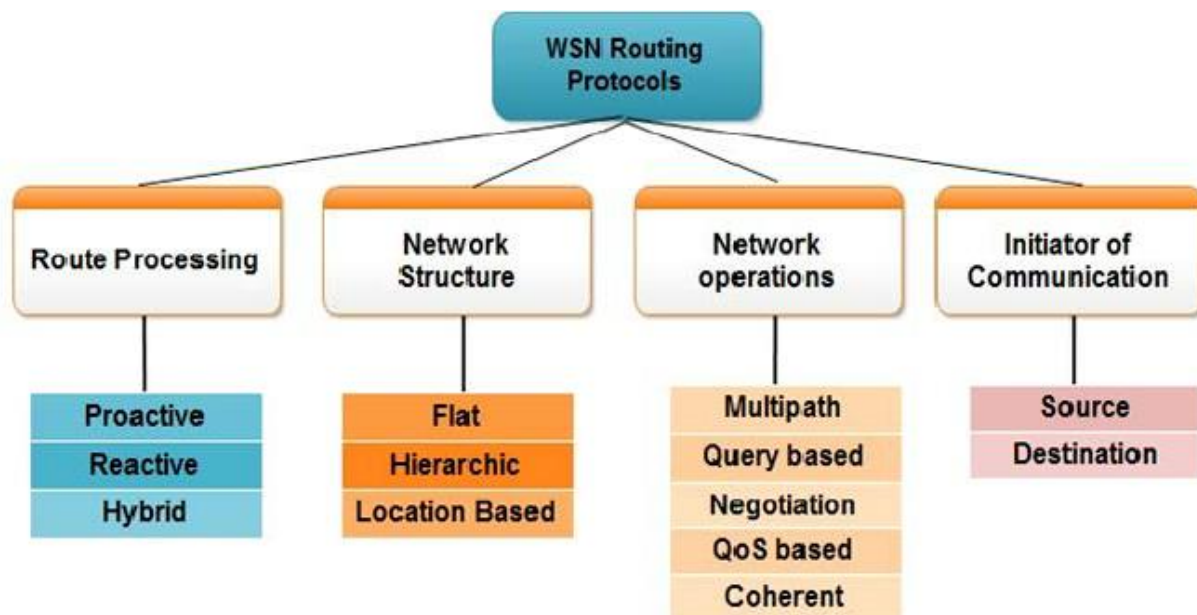 WSN Routing
Protocols
Route Processing
Network
Structure
Network
operations
Initiator of
Communication
Proactive
Reactive
Hybrid
Flat
Hierarchic
Location Based
Multipath
Query based
Negotiation
QoS based
Coherent
Source
Destination